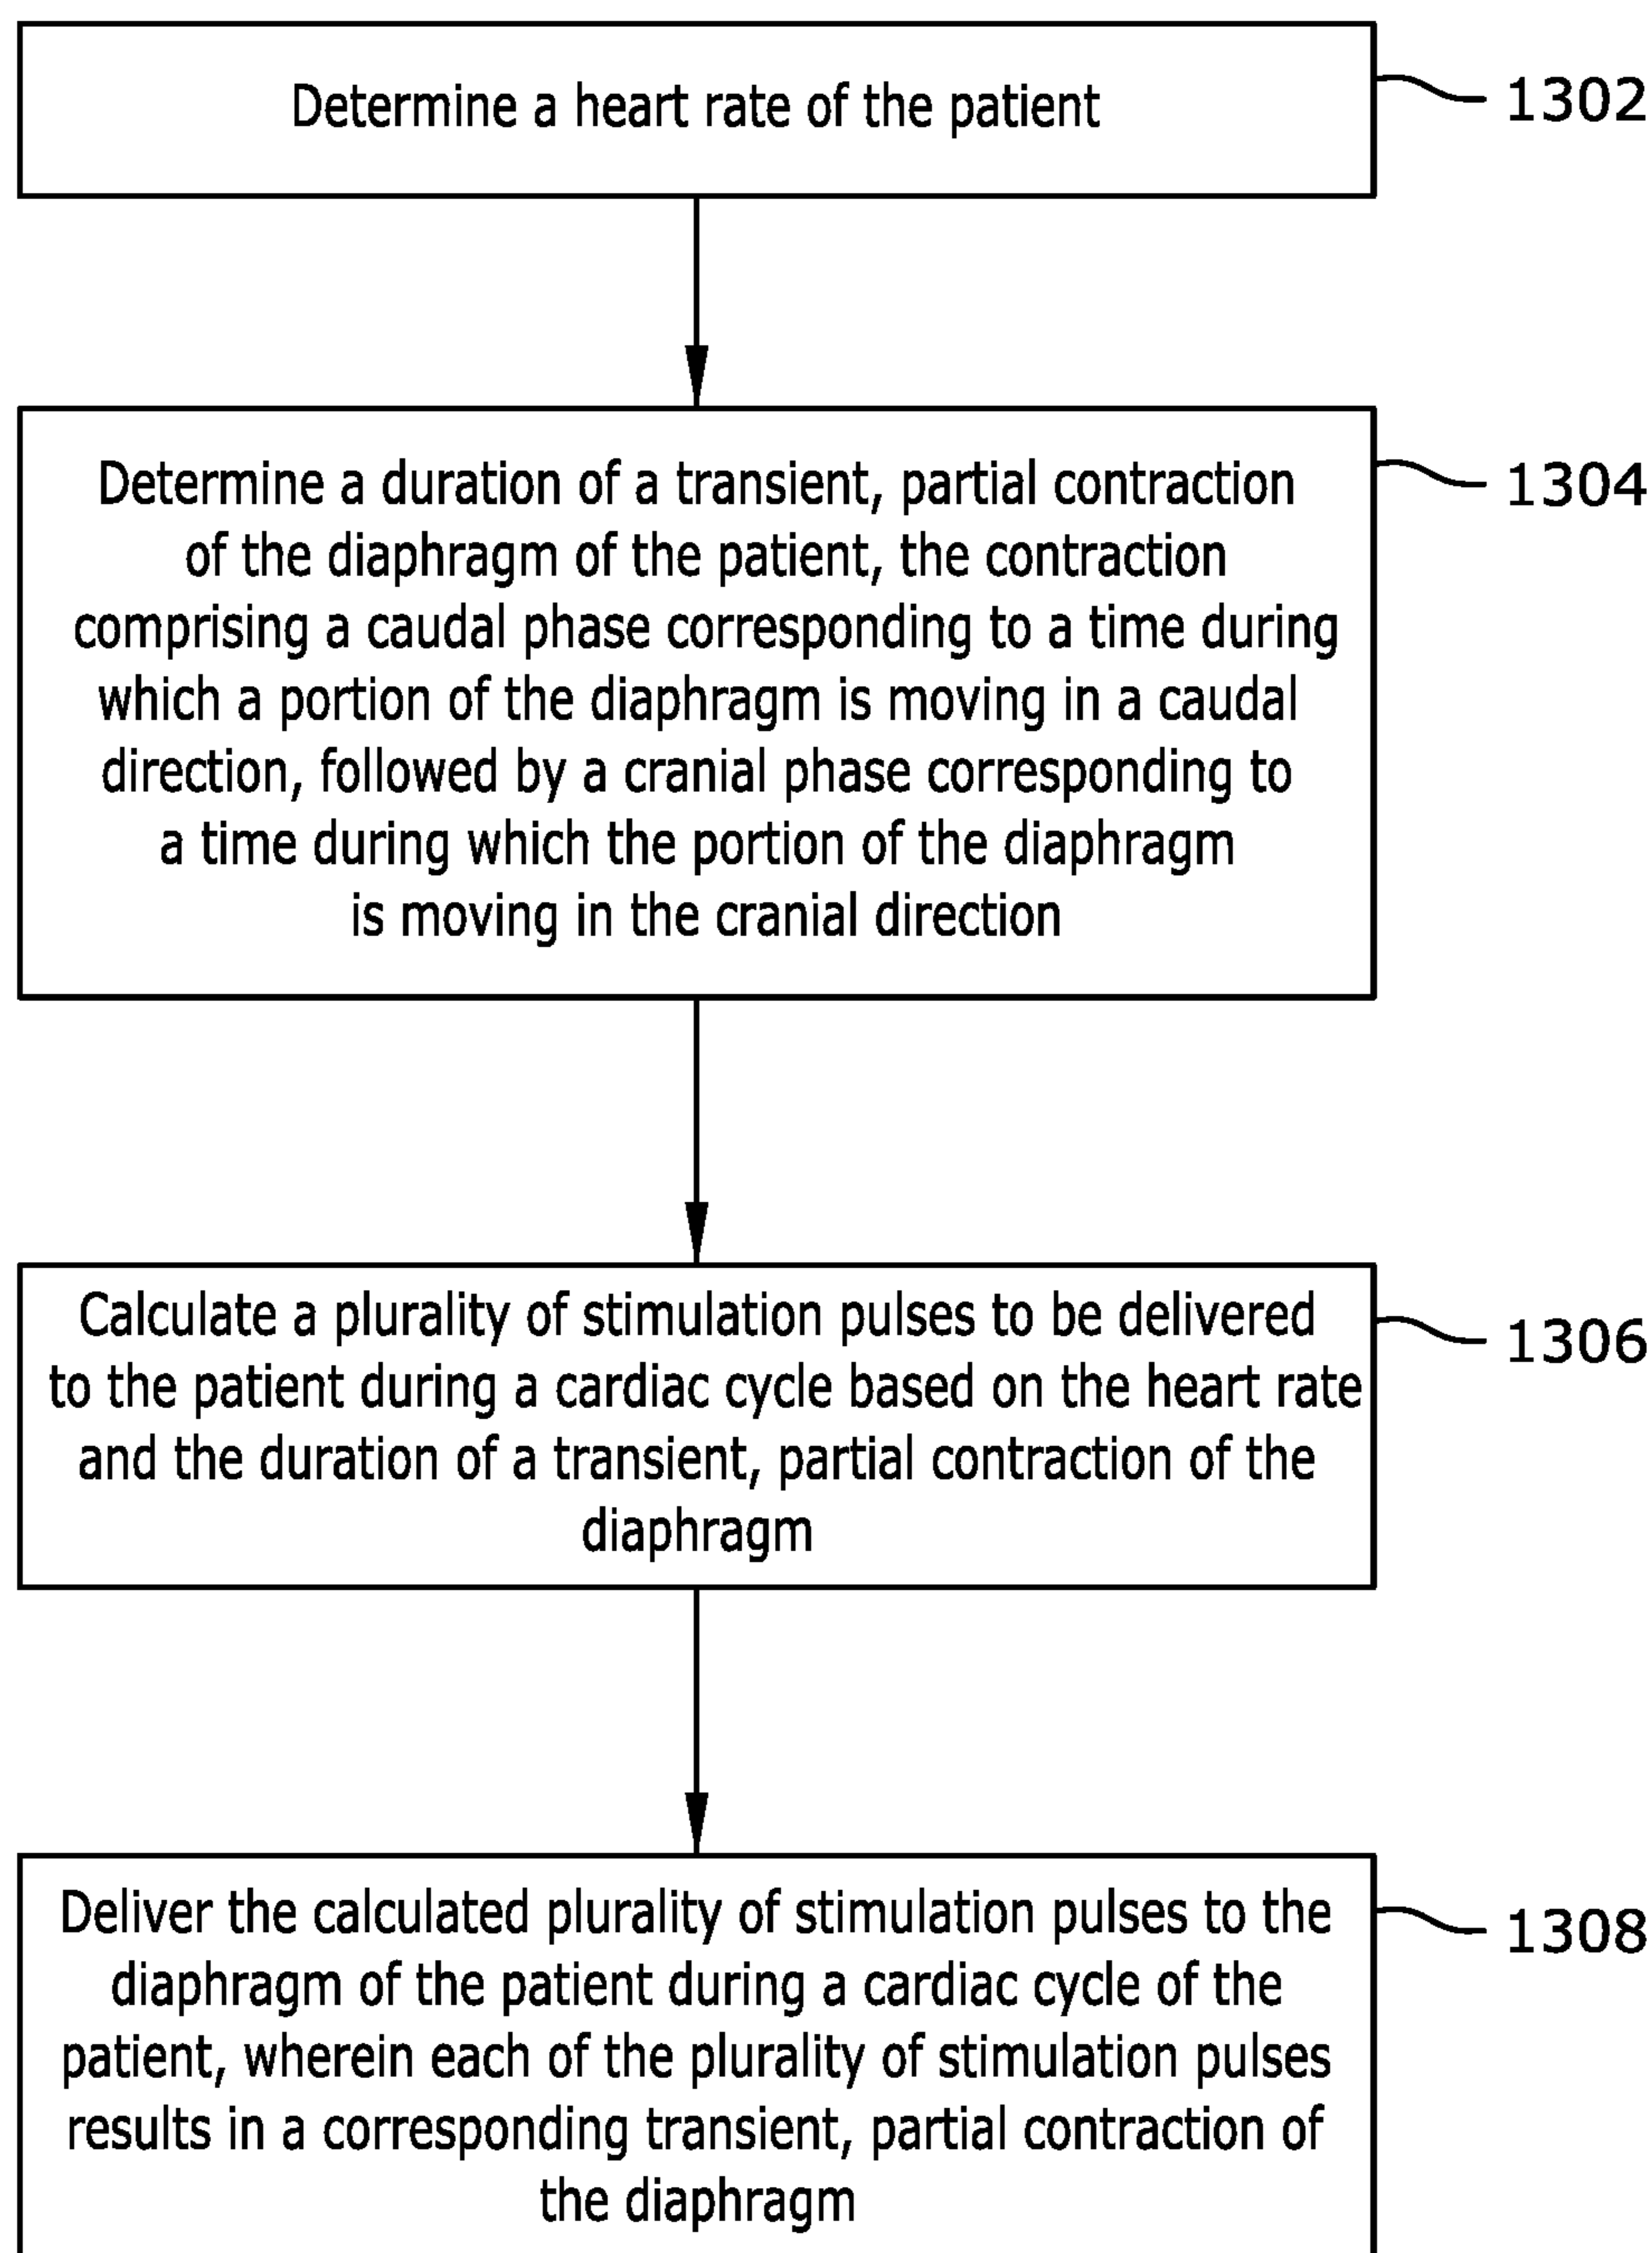 Determine a heart rate of the patient
1302
Determine a duration of a transient, partial contraction
of the diaphragm of the patient, the contraction
comprising a caudal phase corresponding to a time during
which a portion of the diaphragm is moving in a caudal
direction, followed by a cranial phase corresponding to
a time during which the portion of the diaphragm
is moving in the cranial direction
1304
Calculate a plurality of stimulation pulses to be delivered
to the patient during a cardiac cycle based on the heart rate
and the duration of a transient, partial contraction of the
diaphragm
1306
Deliver the calculated plurality of stimulation pulses to the
diaphragm of the patient during a cardiac cycle of the
patient, wherein each of the plurality of stimulation pulses
results in a corresponding transient, partial contraction of
the diaphragm
1308